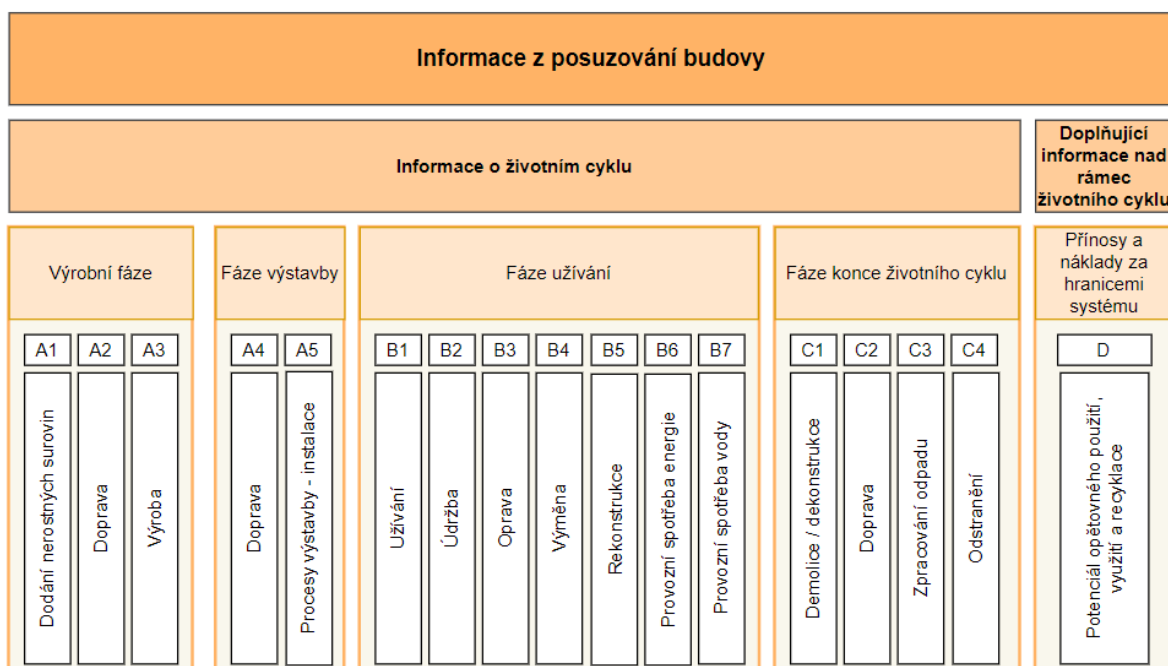 Informace z posuzování budovy
Informace o životním cyklu
Doplňující
informace nad
rámec
životního cyklu
Výrobní fáze
Fáze výstavby
Fáze užívání
Fáze konce životního cyklu
Přínosy a
náklady za
hranicemi
systému
A1
A2
A3
A4
A5
B1
B2
B3
B4
B5
B6
B7
C1
C2
C3
C4
D
Dodání nerostných surovin
Doprava
Výroba
Doprava
Procesy výstavby - instalace
Užívání
Údržba
Oprava
Výměna
Rekonstrukce
Provozní spotřeba energie
Provozní spotřeba vody
Demolice / dekonstrukce
Doprava
Zpracování odpadu
Odstranění
Potenciál opětovného použití,
využití a recyklace